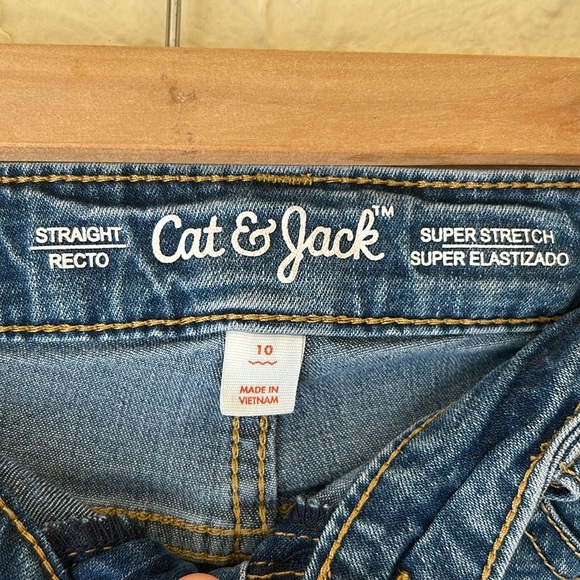 STRAIGHT
RECTO
Cat & Jack™
SUPER STRETCH
SUPER ELASTIZADO
10
MADE IN
VIETNAM